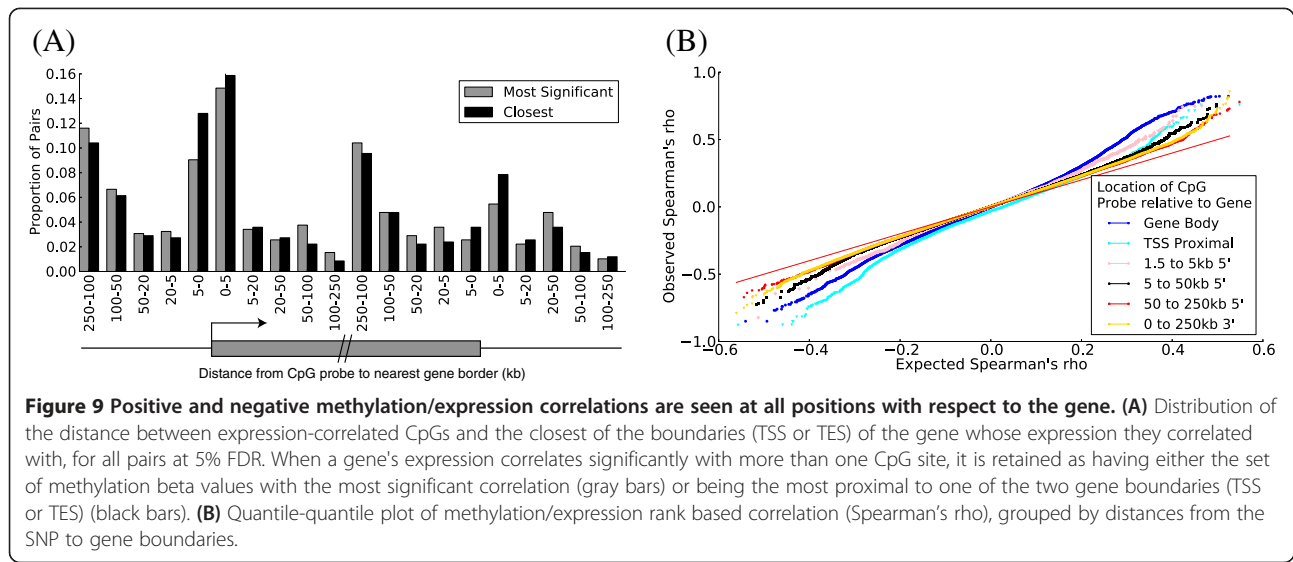 (A)
Proportion of Pairs
0.16
0.14
0.12
0.10
0.08
0.06
0.04
0.02
0.00
Most Significant
Closest
250-100
100-50
50-20
20-5
5-0
0-5
5-20
20-50
50-100
100-250
250-100
100-50
50-20
20-5
5-0
0-5
5-20
20-50
50-100
100-250
Distance from CpG probe to nearest gene border (kb)
(B)
Observed Spearman's rho
1.0
0.5
0.0
−0.5
−1.0
−0.6
−0.4
−0.2
0.0
0.2
0.4
0.6
Expected Spearman's rho
Location of CpG
Probe relative to Gene
Gene Body
TSS Proximal
1.5 to 5kb 5'
5 to 50kb 5'
50 to 250kb 5'
0 to 250kb 3'
Figure 9 Positive and negative methylation/expression correlations are seen at all positions with respect to the gene. (A) Distribution of
the distance between expression-correlated CpGs and the closest of the boundaries (TSS or TES) of the gene whose expression they correlated
with, for all pairs at 5% FDR. When a gene's expression correlates significantly with more than one CpG site, it is retained as having either the set
of methylation beta values with the most significant correlation (gray bars) or being the most proximal to one of the two gene boundaries (TSS
or TES) (black bars). (B) Quantile-quantile plot of methylation/expression rank based correlation (Spearman's rho), grouped by distances from the
SNP to gene boundaries.